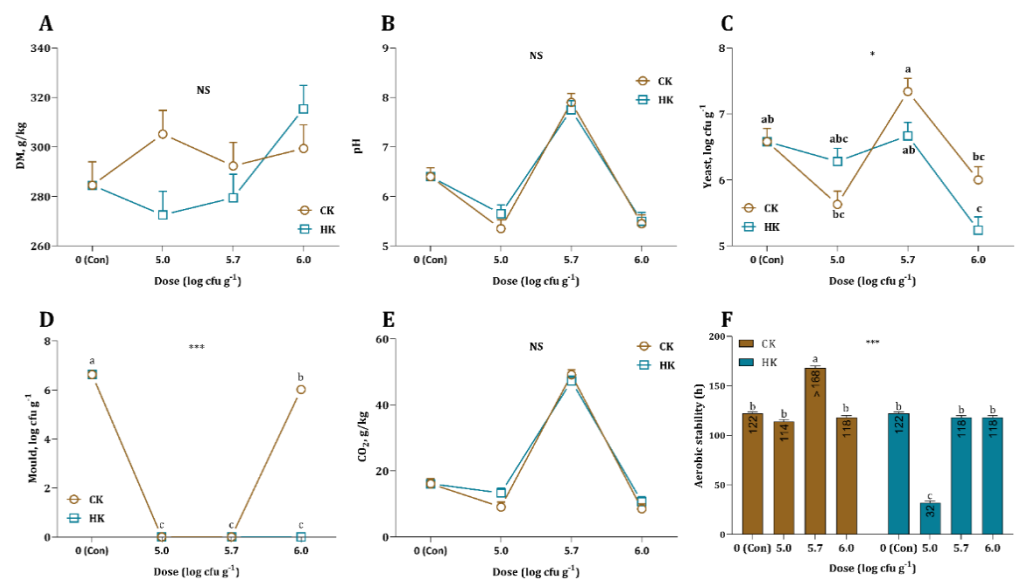 A
340
320
300
280
260
DM, g/kg
NS
CK
HK
0 (Con) 5.0 5.7 6.0
Dose (log cfu g⁻¹)
B
9
8
7
6
5
pH
NS
CK
HK
0 (Con) 5.0 5.7 6.0
Dose (log cfu g⁻¹)
C
8
7
6
5
Yeast, log cfu g⁻¹
*
a
ab
abc
ab
bc
bc
c
CK
HK
0 (Con) 5.0 5.7 6.0
Dose (log cfu g⁻¹)
D
8
6
4
2
0
Mould, log cfu g⁻¹
***
a
b
CK
HK
c c c
0 (Con) 5.0 5.7 6.0
E
60
40
20
0
CO₂, g/kg
NS
CK
HK
0 (Con) 5.0 5.7 6.0
Dose (log cfu g⁻¹)
F
200
150
100
50
0
Aerobic stability (h)
CK
HK
***
b b a b b c b b
122 114 > 168 118 122 32 118 118
0 (Con) 5.0 5.7 6.0 0 (Con) 5.0 5.7 6.0
Dose (log cfu g⁻¹)